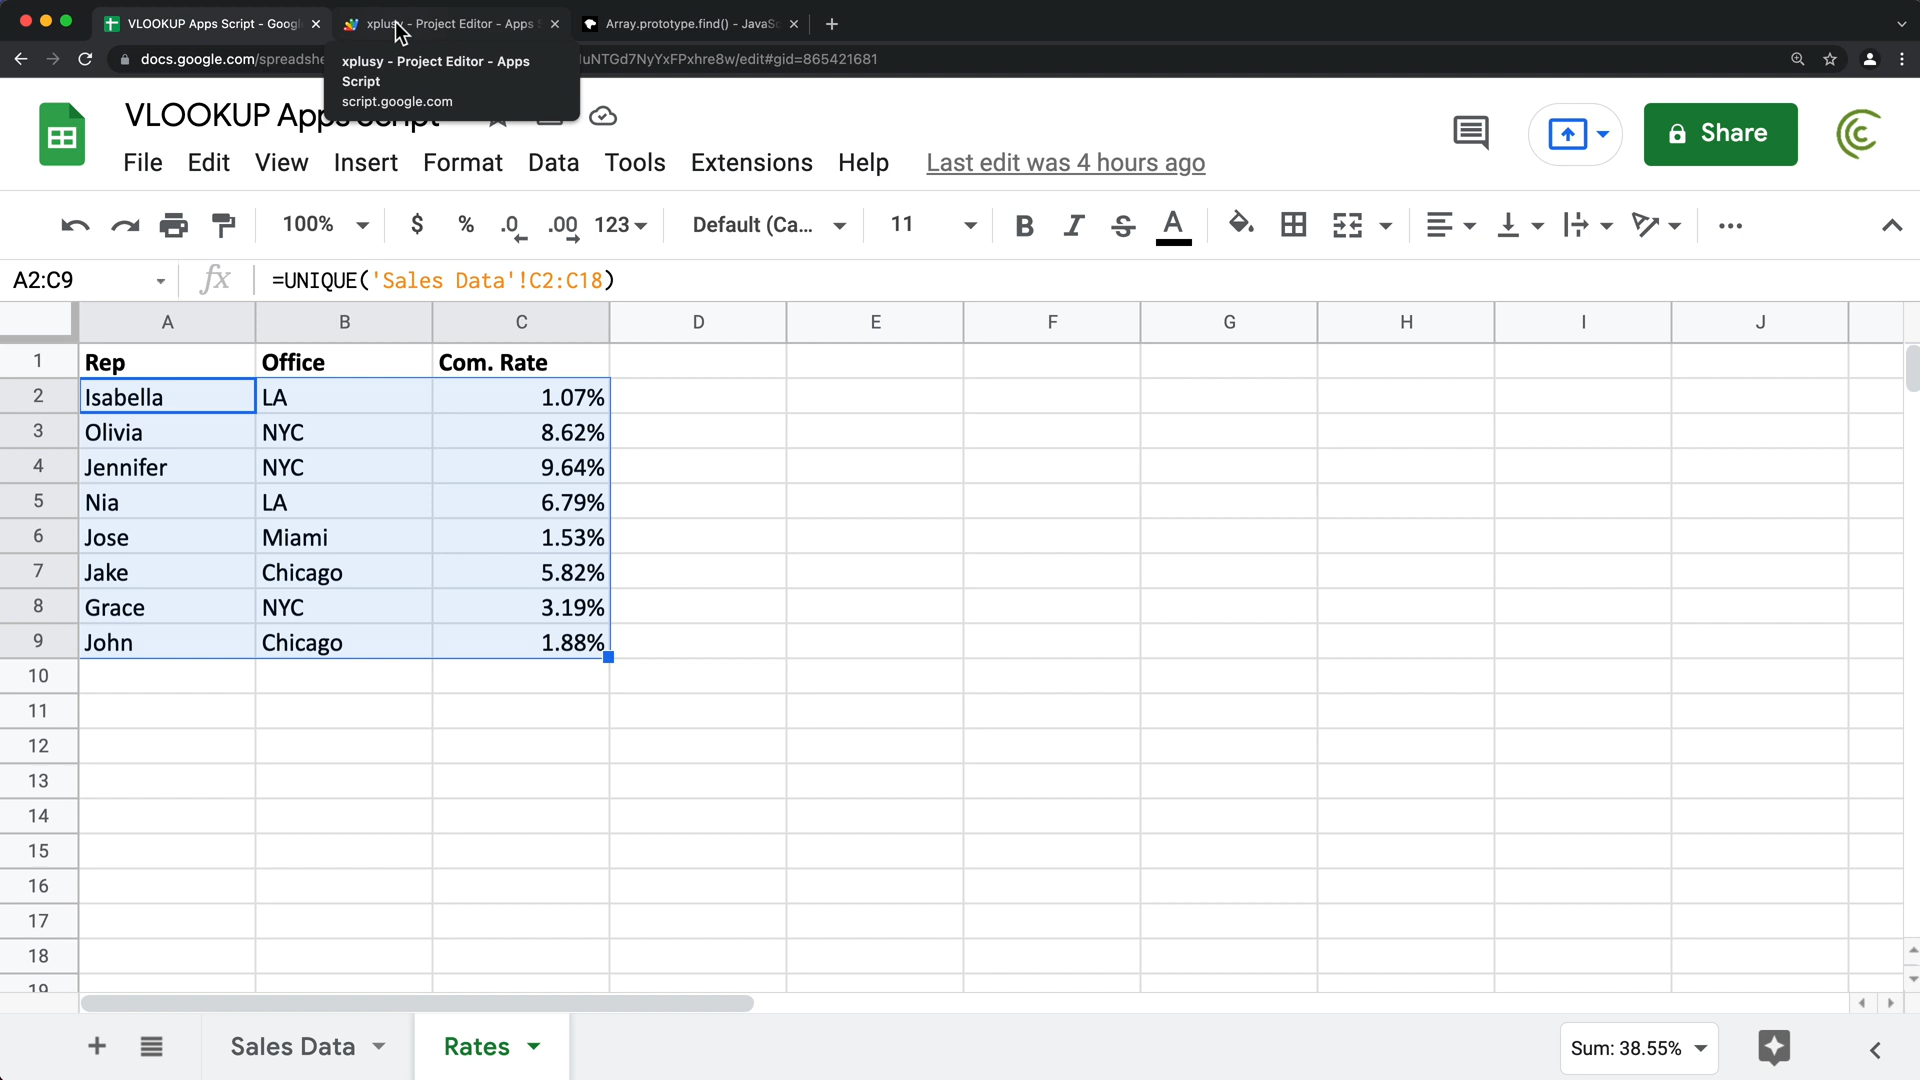 VLOOKUP Apps Script - Googl
xplusy - Project Editor - Apps S
Array.prototype.find() - JavaSc
docs.google.com/spreadshe
uNTGd7NyYxFPxhre8w/edit#gid=865421681
xplusy - Project Editor - Apps
Script
script.google.com
VLOOKUP Apps Script
File Edit View Insert Format Data Tools Extensions Help Last edit was 4 hours ago
Share
100% $ % .0 .00 123 Default (Ca... 11 B I S A
A2:C9 fx =UNIQUE('Sales Data'!C2:C18)
A B C D E F G H I J
1 Rep Office Com. Rate
2 Isabella LA 1.07%
3 Olivia NYC 8.62%
4 Jennifer NYC 9.64%
5 Nia LA 6.79%
6 Jose Miami 1.53%
7 Jake Chicago 5.82%
8 Grace NYC 3.19%
9 John Chicago 1.88%
10
11
12
13
14
15
16
17
18
19
Sales Data Rates Sum: 38.55%